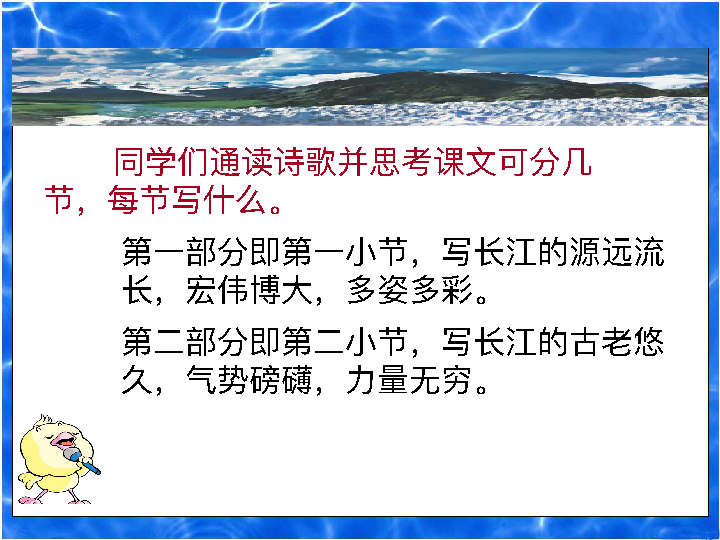 同学们通读诗歌并思考课文可分几
节，每节写什么。
第一部分即第一小节，写长江的源远流
长，宏伟博大，多姿多彩。
第二部分即第二小节，写长江的古老悠
久，气势磅礴，力量无穷。